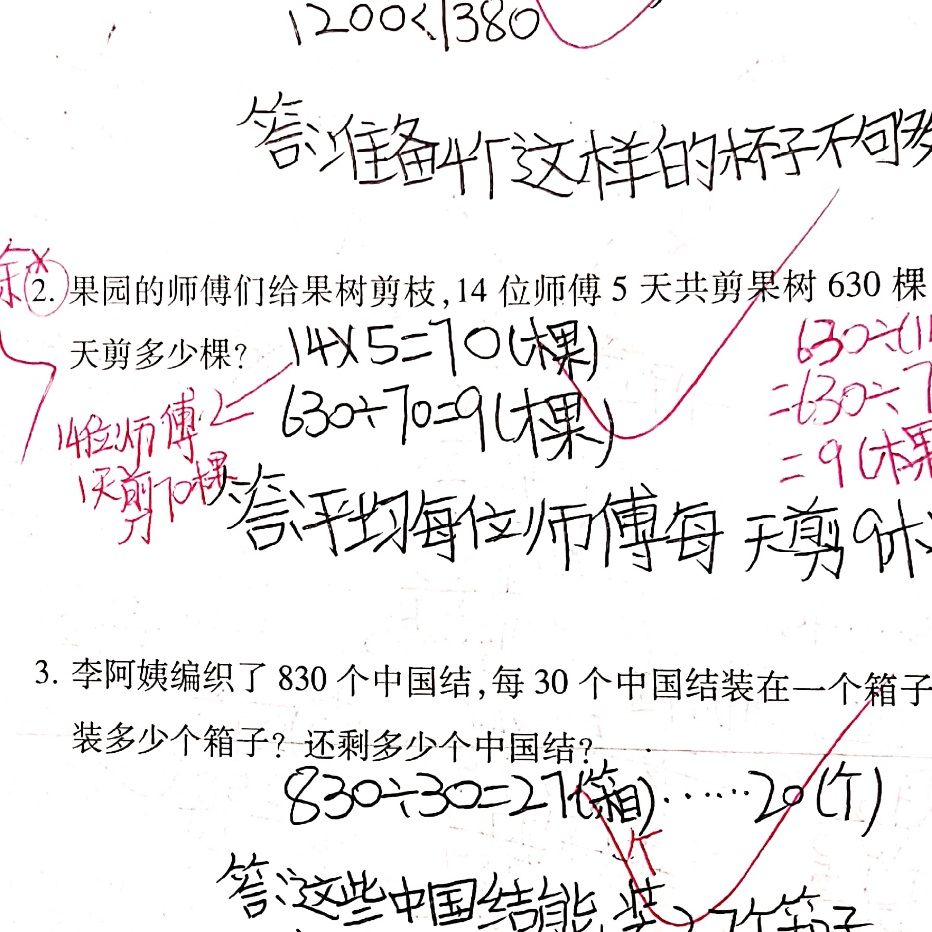 1200<1380
答:准备4个这样的杯子不够
2. 果园的师傅们给果树剪枝,14 位师傅 5 天共剪果树 630 棵
天剪多少棵?
14×5=70(棵)
630÷(1
630÷70=9(棵)
=630÷7
14位师傅
=9(棵
1天剪70棵
答:平均每位师傅每天剪9
3. 李阿姨编织了 830 个中国结,每 30 个中国结装在一个箱子
装多少个箱子? 还剩多少个中国结?
830÷30=27(箱)……20(个)
个
答:这些中国结能装27个箱子